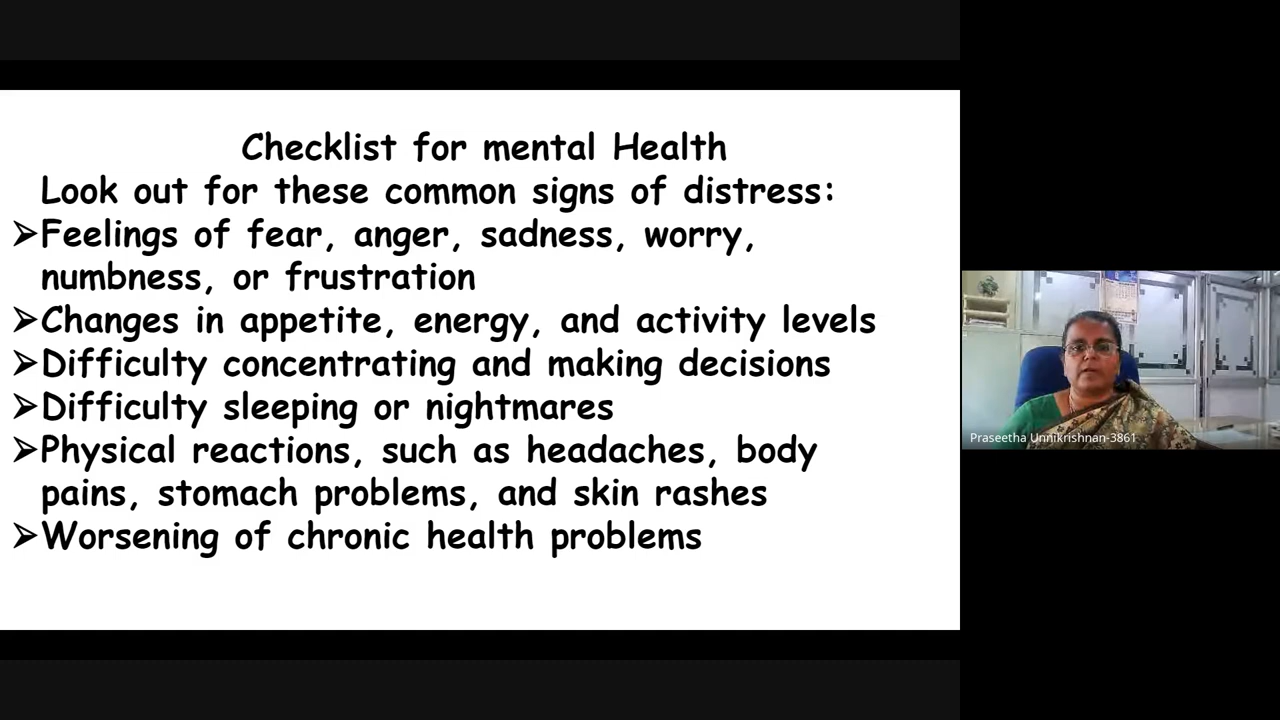 Checklist for mental Health
Look out for these common signs of distress:
➢Feelings of fear, anger, sadness, worry,
numbness, or frustration
➢Changes in appetite, energy, and activity levels
➢Difficulty concentrating and making decisions
➢Difficulty sleeping or nightmares
➢Physical reactions, such as headaches, body
pains, stomach problems, and skin rashes
➢Worsening of chronic health problems
Praseetha Unnikrishnan-3861